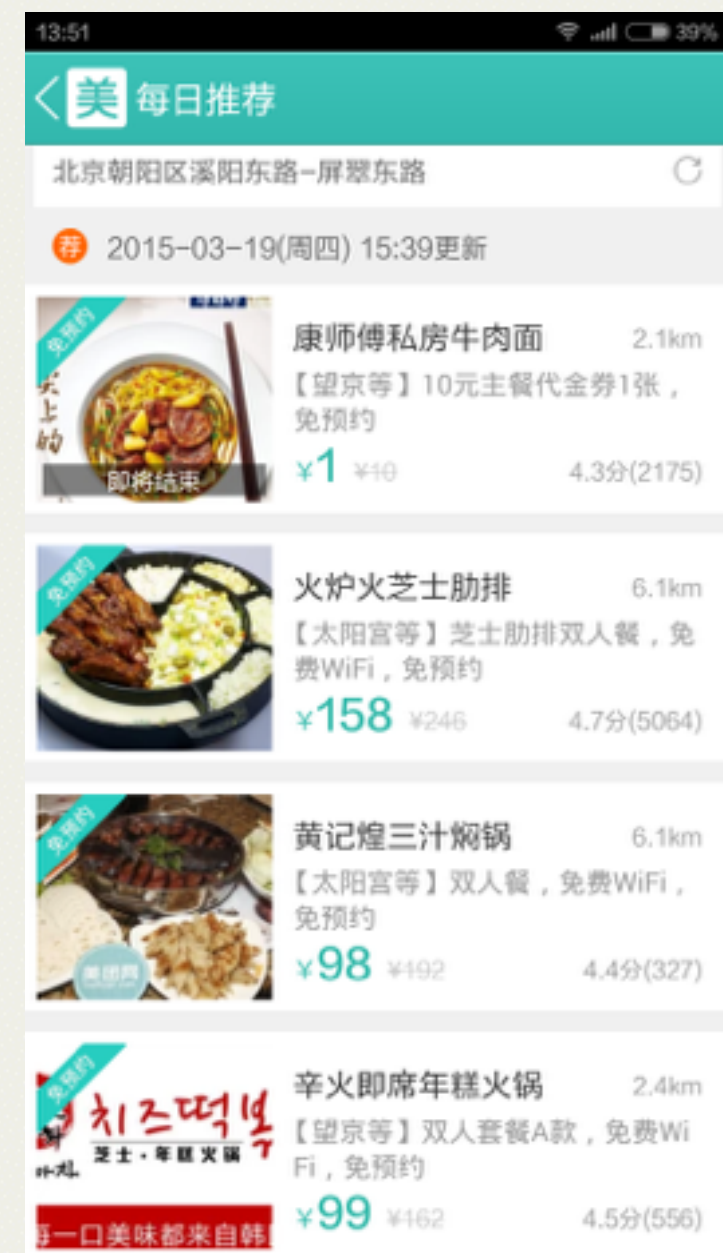 13:51
39%
美 每日推荐
北京朝阳区溪阳东路-屏翠东路
荐 2015-03-19(周四) 15:39更新
免预约
尖上的
即将结束
康师傅私房牛肉面 2.1km
【望京等】10元主餐代金券1张，
免预约
¥1 ¥10 4.3分(2175)
免预约
火炉火芝士肋排 6.1km
【太阳宫等】芝士肋排双人餐，免
费WiFi，免预约
¥158 ¥246 4.7分(5064)
免预约
美团网
黄记煌三汁焖锅 6.1km
【太阳宫等】双人餐，免费WiFi，
免预约
¥98 ¥192 4.4分(327)
免预约
치즈떡
芝士·年糕火锅
每一口美味都来自韩
辛火即席年糕火锅 2.4km
【望京等】双人套餐A款，免费Wi
Fi，免预约
¥99 ¥162 4.5分(556)